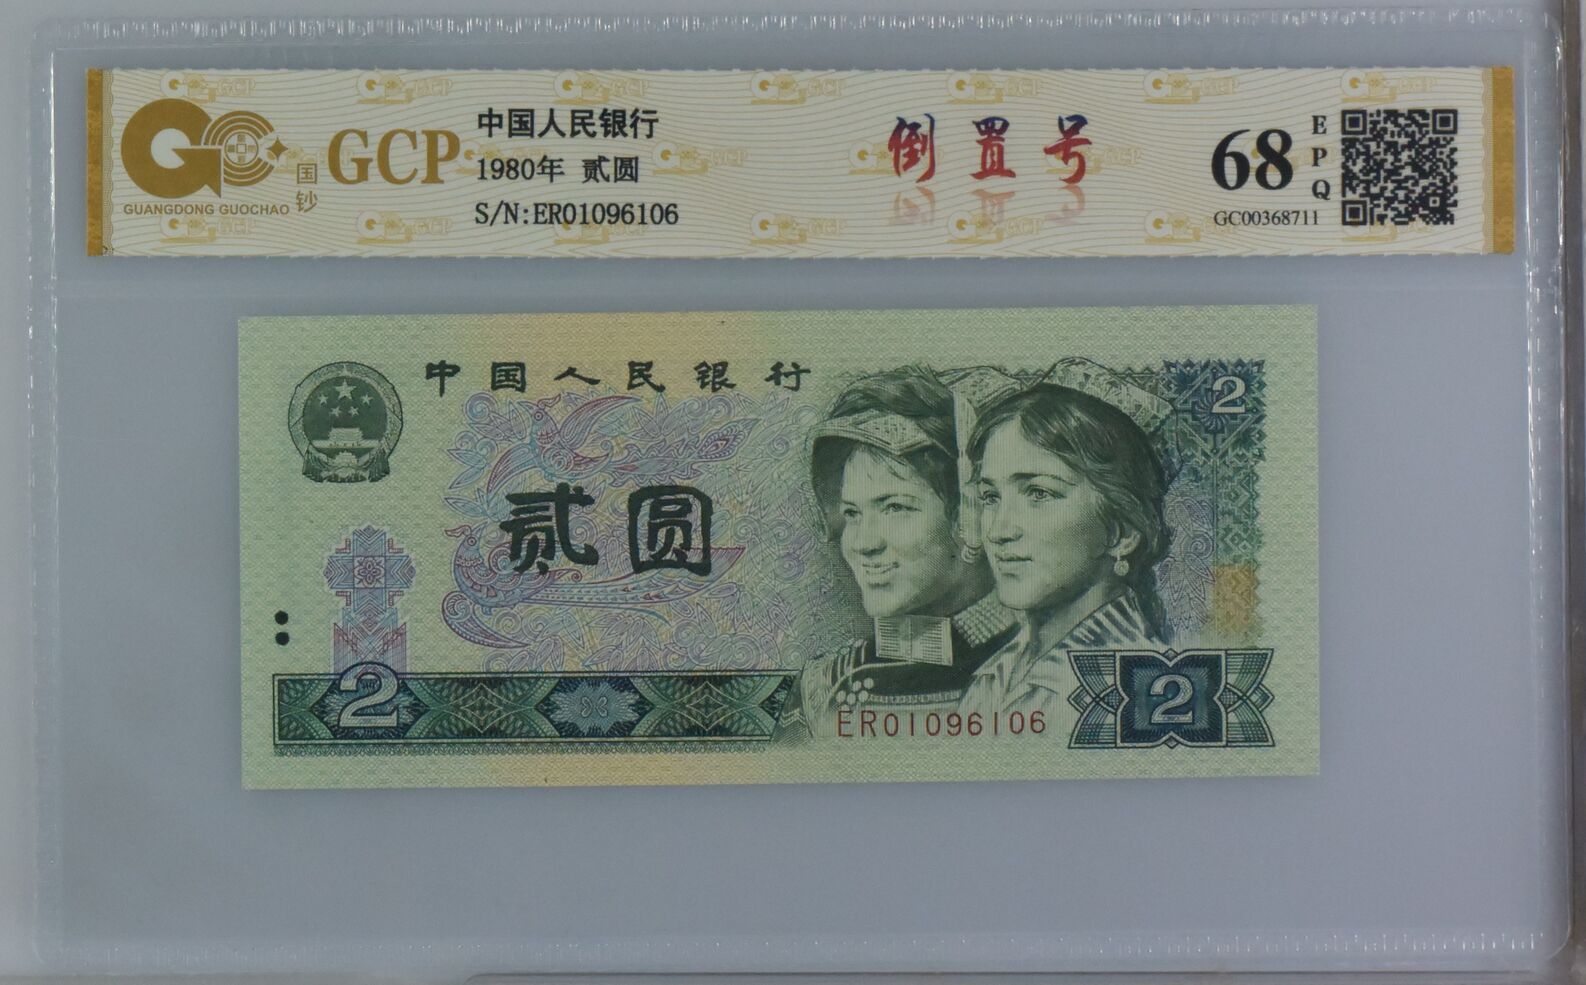 GUANGDONG GUOCHAO
国钞
GCP
中国人民银行
1980年 贰圆
S/N:ER01096106
倒置号
68
EPQ
GC00368711
中国人民银行
2
贰圆
2
ER01096106
2